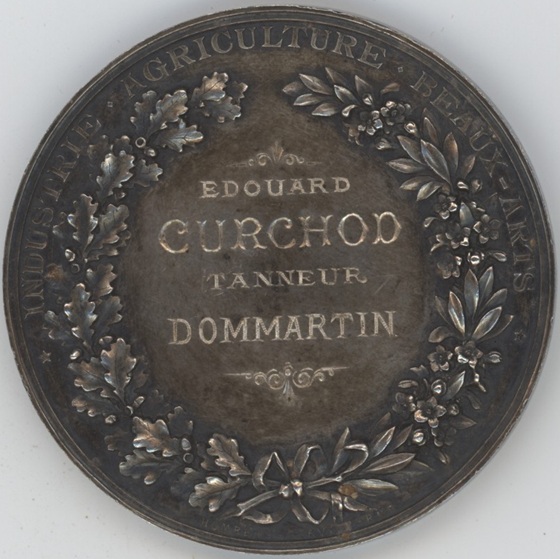 INDUSTRIE · AGRICULTURE · BEAUX-ARTS
EDOUARD
CURCHOD
TANNEUR
DOMMARTIN